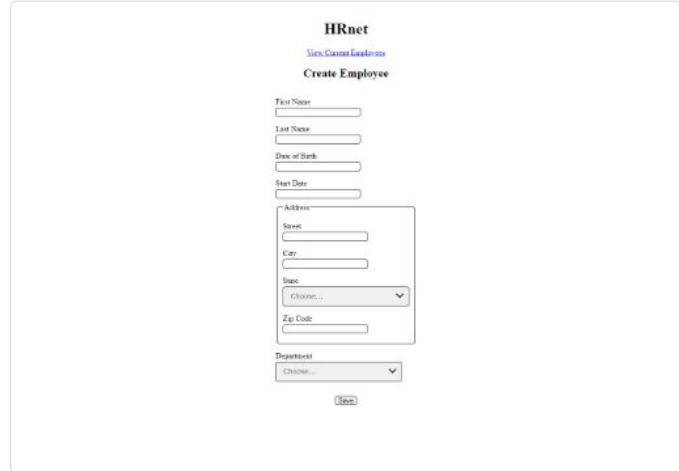 HRnet
View Current Employees
Create Employee
First Name
Last Name
Date of Birth
Start Date
Address
Street
City
State
Choose...
Zip Code
Department
Choose...
Save